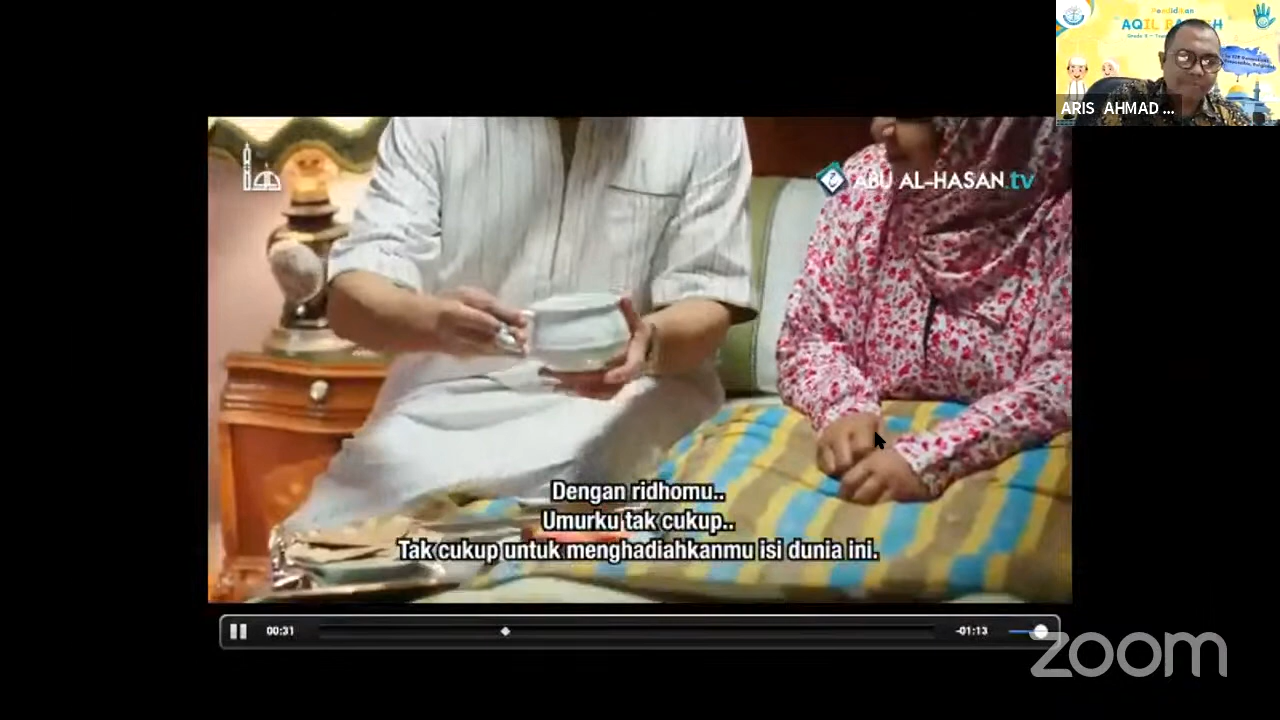 Pendidikan
ARIS AHMAD ...
ABU AL-HASAN.tv
Dengan ridhomu..
Umurku tak cukup..
Tak cukup untuk menghadiahkanmu isi dunia ini.
00:31
-01:13
zoom